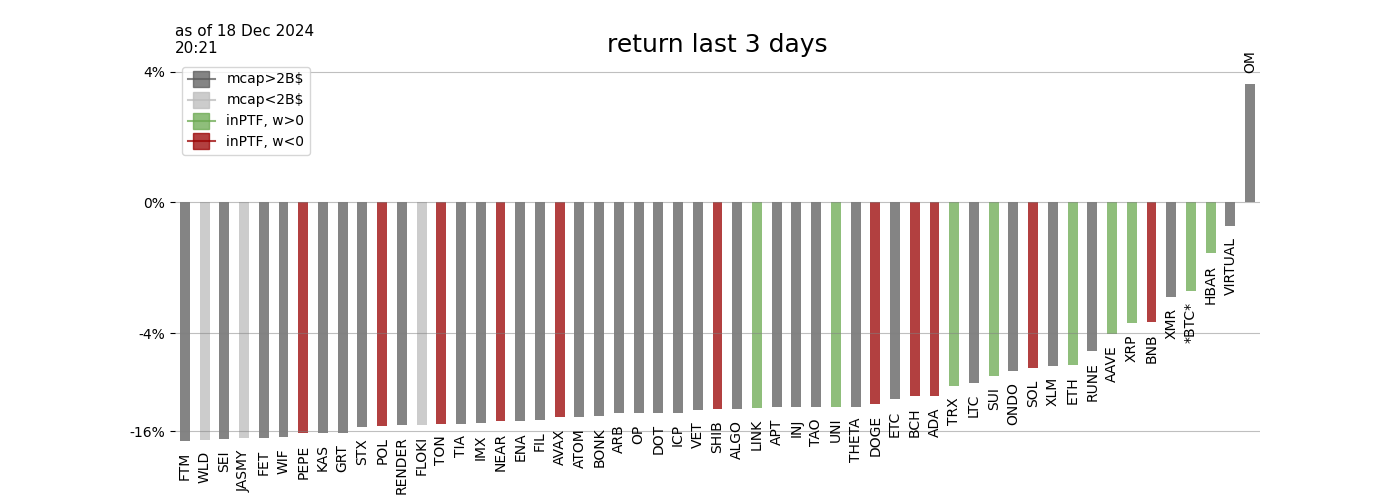 as of 18 Dec 2024
20:21
return last 3 days
4%
0%
-4%
-16%
mcap>2B$
mcap<2B$
inPTF, w>0
inPTF, w<0
FTM
WLD
SEI
JASMY
FET
WIF
PEPE
KAS
GRT
STX
POL
RENDER
FLOKI
TON
TIA
IMX
NEAR
ENA
FIL
AVAX
ATOM
BONK
ARB
OP
DOT
ICP
VET
SHIB
ALGO
LINK
APT
INJ
TAO
UNI
THETA
DOGE
ETC
BCH
ADA
TRX
LTC
SUI
ONDO
SOL
XLM
ETH
RUNE
AAVE
XRP
BNB
XMR
*BTC*
HBAR
VIRTUAL
OM